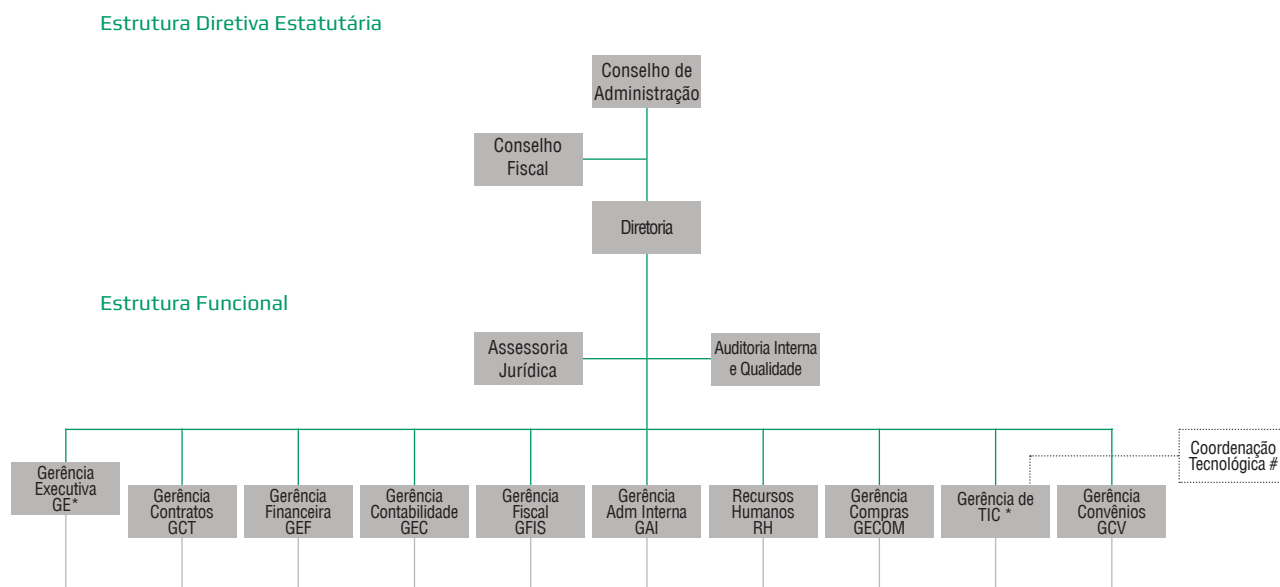 Estrutura Diretiva Estatutária
Conselho de
Administração
Conselho
Fiscal
Diretoria
Estrutura Funcional
Assessoria
Jurídica
Auditoria Interna
e Qualidade
Coordenação
Tecnológica #
Gerência
Executiva
GE*
Gerência
Contratos
GCT
Gerência
Financeira
GEF
Gerência
Contabilidade
GEC
Gerência
Fiscal
GFIS
Gerência
Adm Interna
GAI
Recursos
Humanos
RH
Gerência
Compras
GECOM
Gerência de
TIC *
Gerência
Convênios
GCV